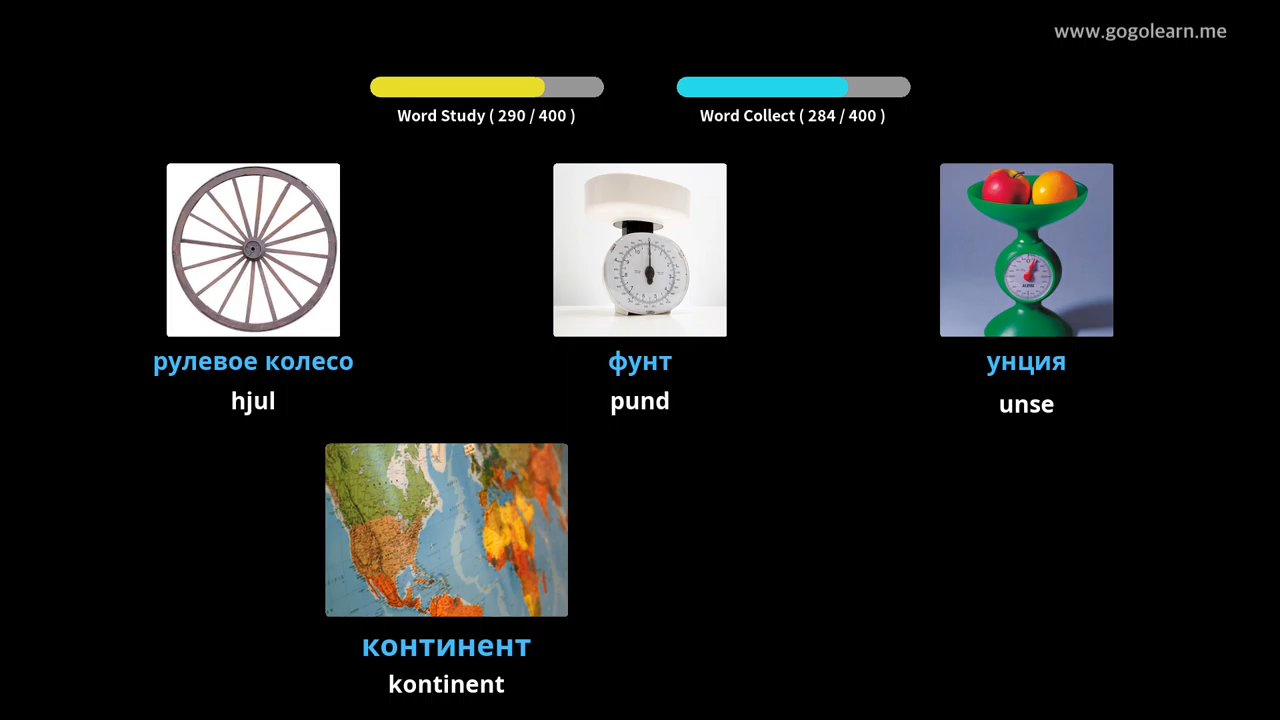 www.gogolearn.me
Word Study ( 290 / 400 )
Word Collect ( 284 / 400 )
рулевое колесо
hjul
фунт
pund
унция
unse
континент
kontinent